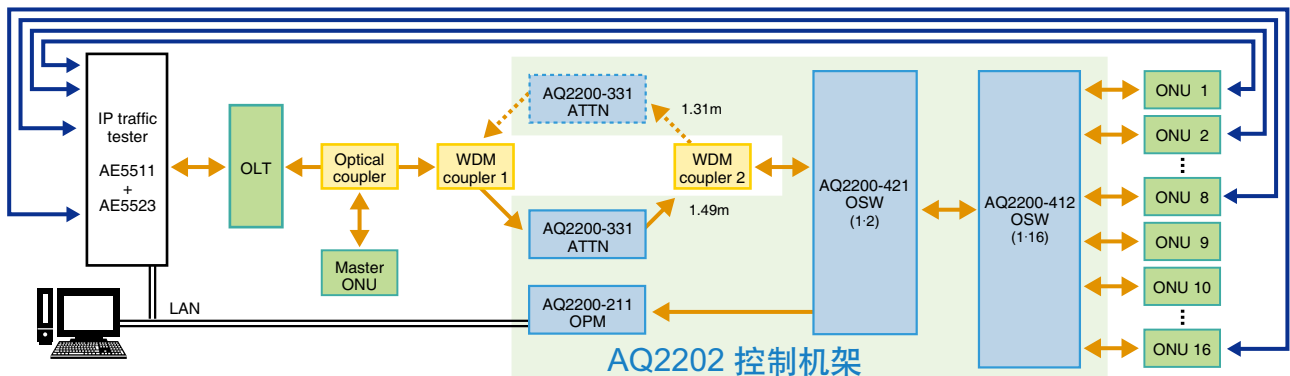 IP traffic
tester
AE5511
+
AE5523
OLT
Optical
coupler
Master
ONU
WDM
coupler 1
AQ2200-331
ATTN
1.31m
WDM
coupler 2
1.49m
AQ2200-331
ATTN
AQ2200-211
OPM
LAN
AQ2200-421
OSW
(1·2)
AQ2200-412
OSW
(1·16)
ONU 1
ONU 2
ONU 8
ONU 9
ONU 10
ONU 16
AQ2202 控制机架